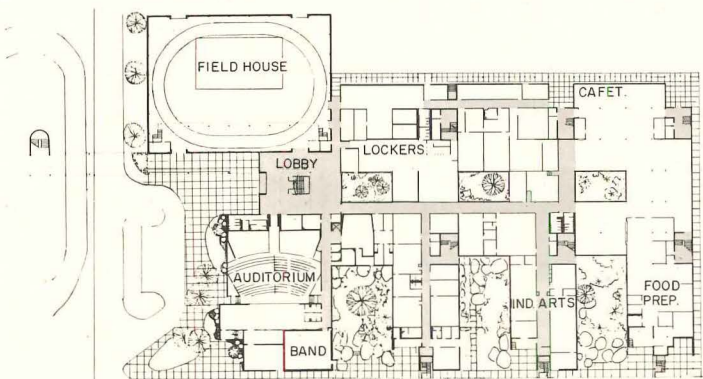 FIELD HOUSE
CAFET.
LOCKERS.
LOBBY
AUDITORIUM
IND. ARTS
FOOD
PREP.
BAND